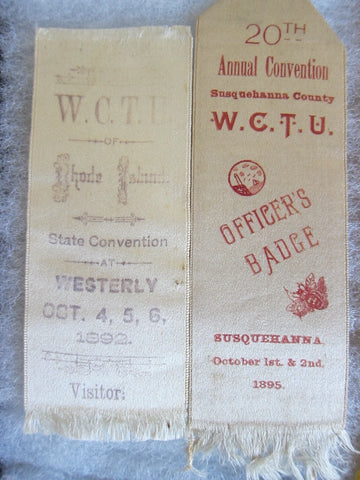 W.C.T.U.
OF
Rhode Island.
State Convention
AT
WESTERLY
OCT. 4, 5, 6,
1892.
Visitor.
20TH
Annual Convention
Susquehanna County
W.C.T.U.
OFFICER'S
BADGE
SUSQUEHANNA,
October 1st. & 2nd.
1895.